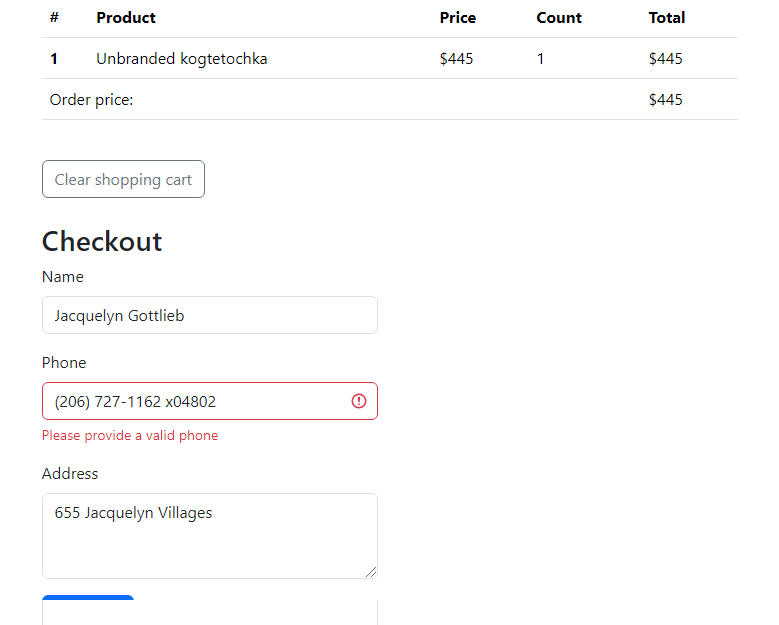 # Product Price Count Total
1 Unbranded kogtetochka $445 1 $445
Order price: $445
Clear shopping cart
Checkout
Name
Jacquelyn Gottlieb
Phone
(206) 727-1162 x04802
Please provide a valid phone
Address
655 Jacquelyn Villages